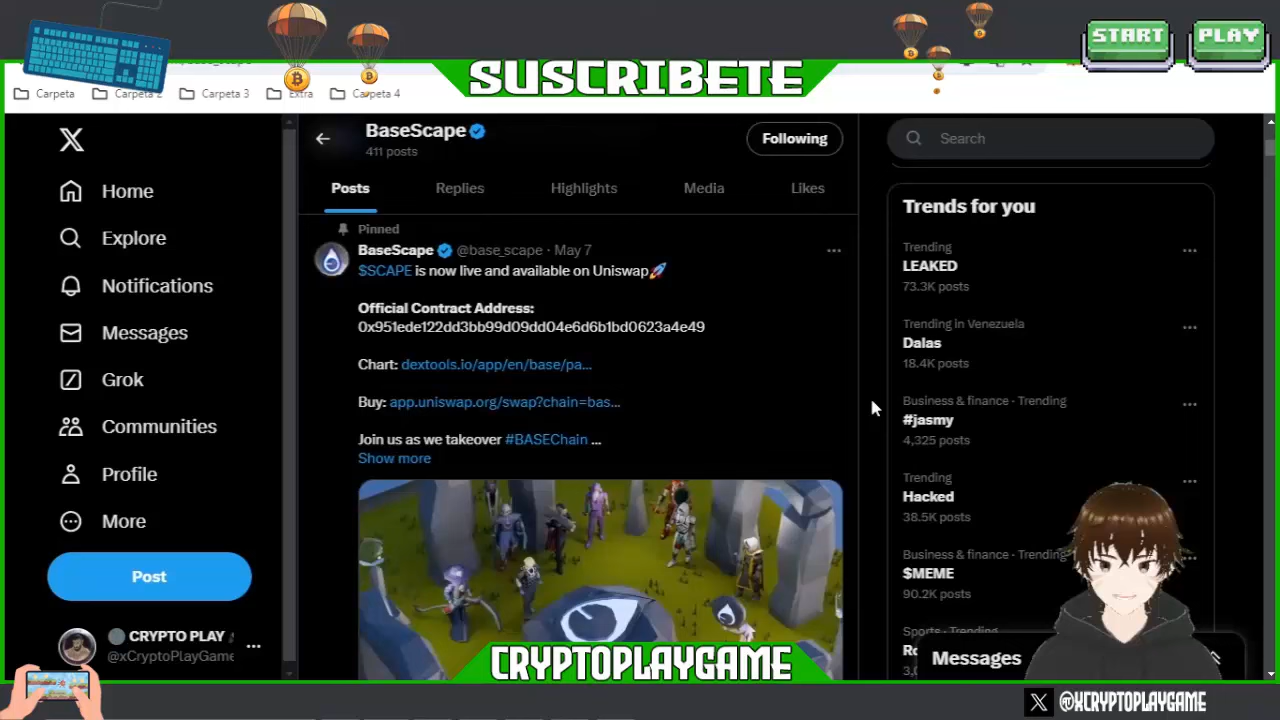 START PLAY
SUSCRIBETE
Carpeta
Carpeta 2
Carpeta 3
Extra
Carpeta 4
X
Home
Explore
Notifications
Messages
Grok
Communities
Profile
More
Post
CRYPTO PLAY
@xCryptoPlayGame
BaseScape
411 posts
Following
Posts Replies Highlights Media Likes
Pinned
BaseScape @base_scape · May 7
$SCAPE is now live and available on Uniswap🚀
Official Contract Address:
0x951ede122dd3bb99d09dd04e6d6b1bd0623a4e49
Chart: dextools.io/app/en/base/pa...
Buy: app.uniswap.org/swap?chain=bas...
Join us as we takeover #BASEChain ...
Show more
Search
Trends for you
Trending
LEAKED
73.3K posts
Trending in Venezuela
Dalas
18.4K posts
Business & finance · Trending
#jasmy
4,325 posts
Trending
Hacked
38.5K posts
Business & finance · Trending
$MEME
90.2K posts
Sports · Trending
Messages
CRYPTOPLAYGAME
X @XCRYPTOPLAYGAME